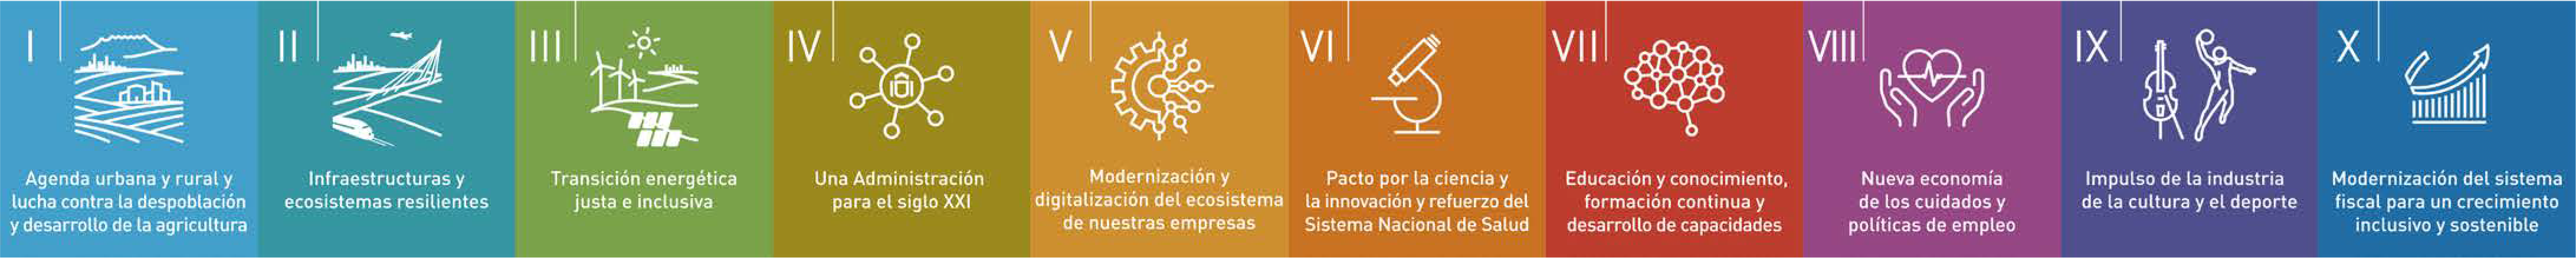 I
Agenda urbana y rural y
lucha contra la despoblación
y desarrollo de la agricultura
II
Infraestructuras y
ecosistemas resilientes
III
Transición energética
justa e inclusiva
IV
Una Administración
para el siglo XXI
V
Modernización y
digitalización del ecosistema
de nuestras empresas
VI
Pacto por la ciencia y
la innovación y refuerzo del
Sistema Nacional de Salud
VII
Educación y conocimiento,
formación continua y
desarrollo de capacidades
VIII
Nueva economía
de los cuidados y
políticas de empleo
IX
Impulso de la industria
de la cultura y el deporte
X
Modernización del sistema
fiscal para un crecimiento
inclusivo y sostenible